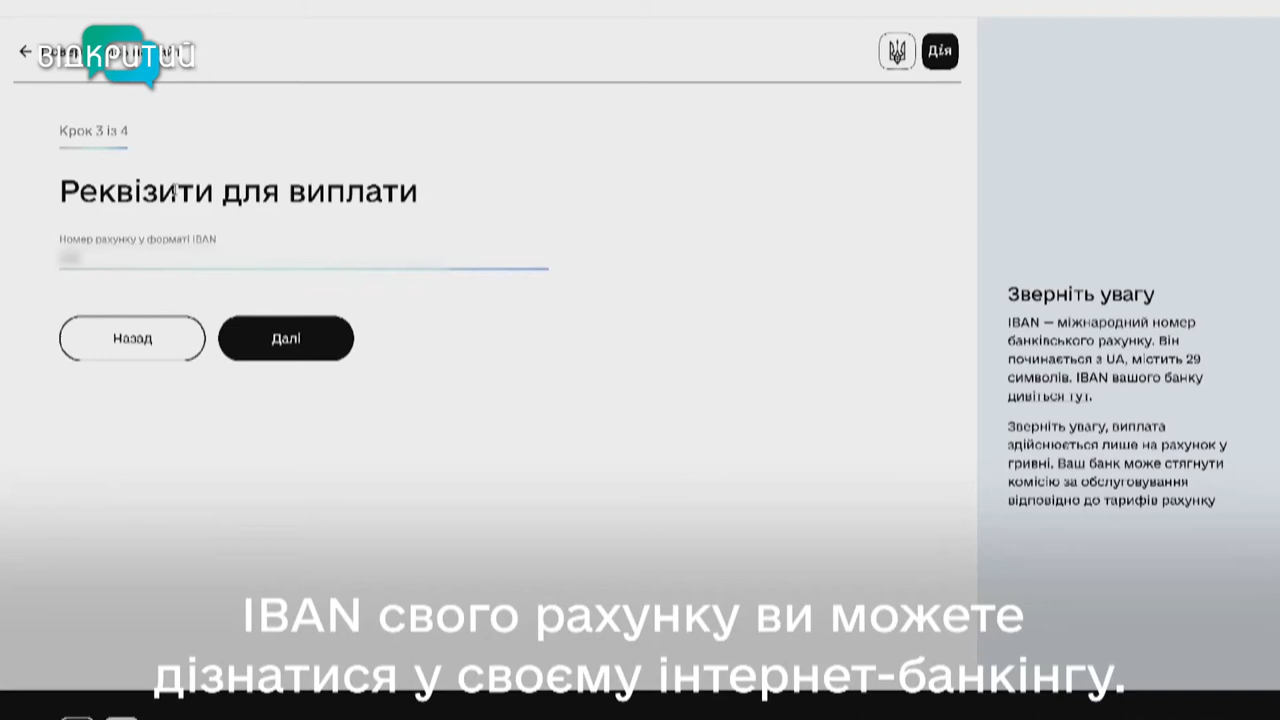 ВІДКРИТИЙ
Дія
Крок 3 із 4
Реквізити для виплати
Номер рахунку у форматі IBAN
Назад
Далі
Зверніть увагу
IBAN – міжнародний номер
банківського рахунку. Він
починається з UA, містить 29
символів. IBAN вашого банку
дивіться тут.
Зверніть увагу, виплата
здійснюється лише на рахунок у
гривні. Ваш банк може стягнути
комісію за обслуговування
відповідно до тарифів рахунку
IBAN свого рахунку ви можете
дізнатися у своєму інтернет-банкінгу.